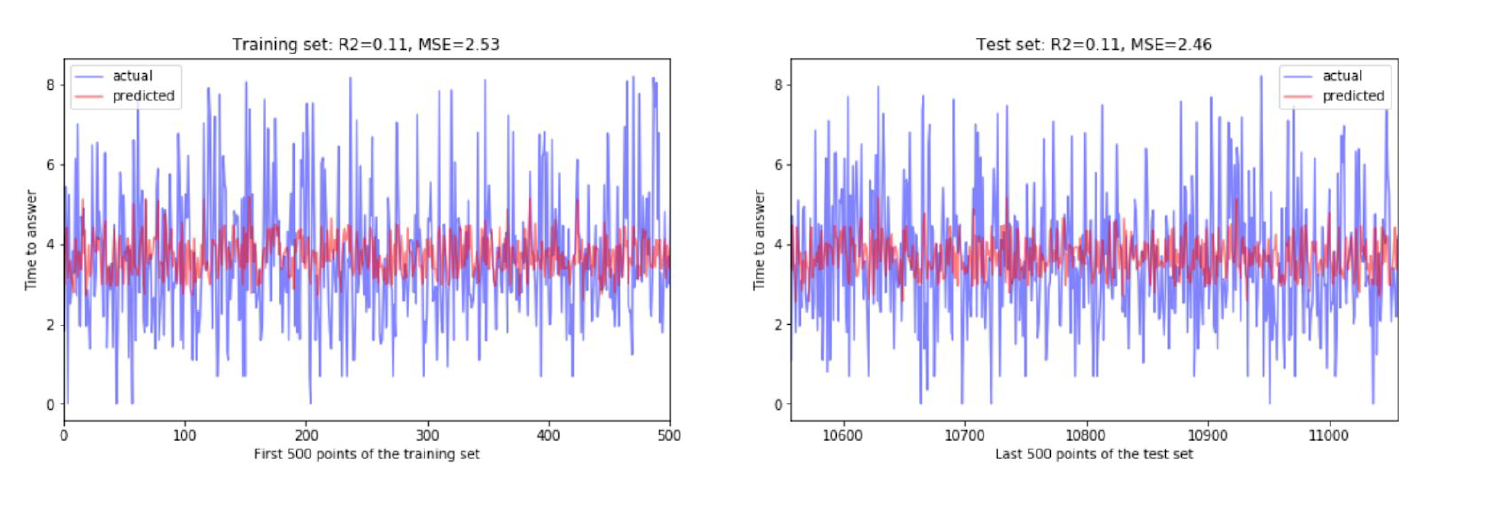 Training set: R2=0.11, MSE=2.53
actual
predicted
8
6
4
2
0
Time to answer
0 100 200 300 400 500
First 500 points of the training set
Test set: R2=0.11, MSE=2.46
actual
predicted
8
6
4
2
0
Time to answer
10600 10700 10800 10900 11000
Last 500 points of the test set